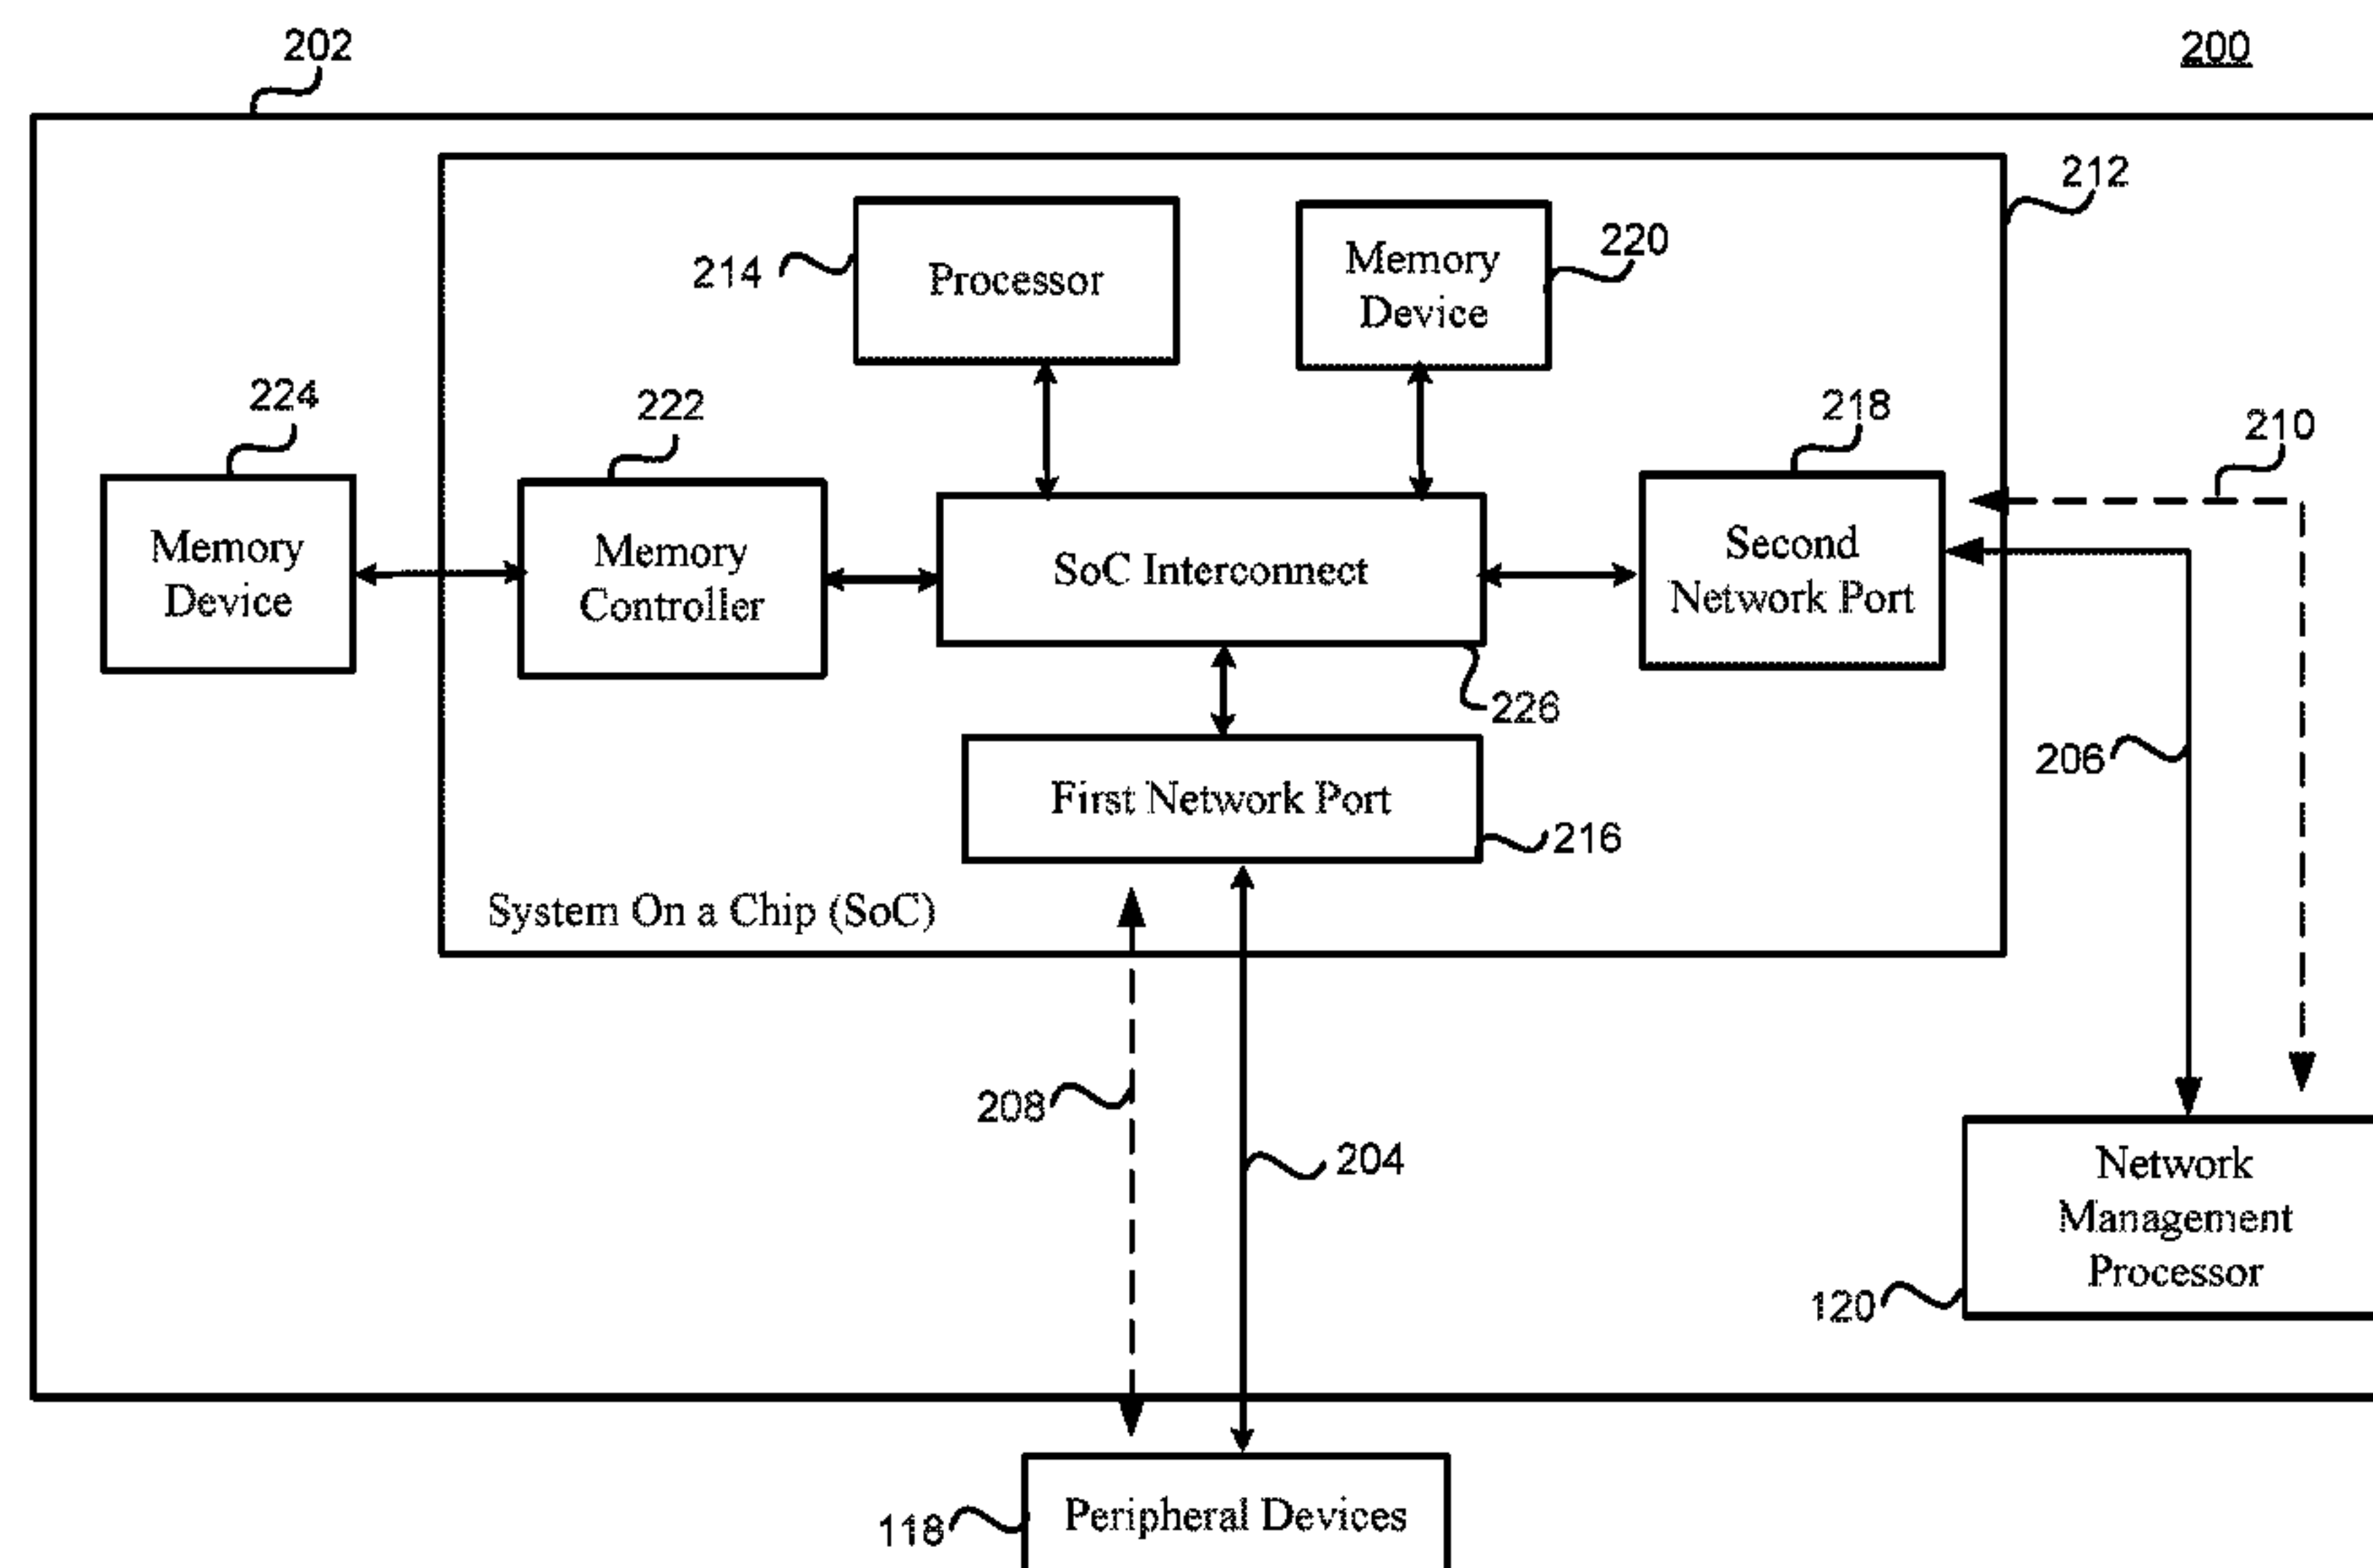 202
200
212
214
Processor
Memory
Device
220
224
222
218
210
Memory
Device
Memory
Controller
SoC Interconnect
Second
Network Port
226
206
First Network Port
216
System On a Chip (SoC)
208
204
Network
Management
Processor
120
118
Peripheral Devices